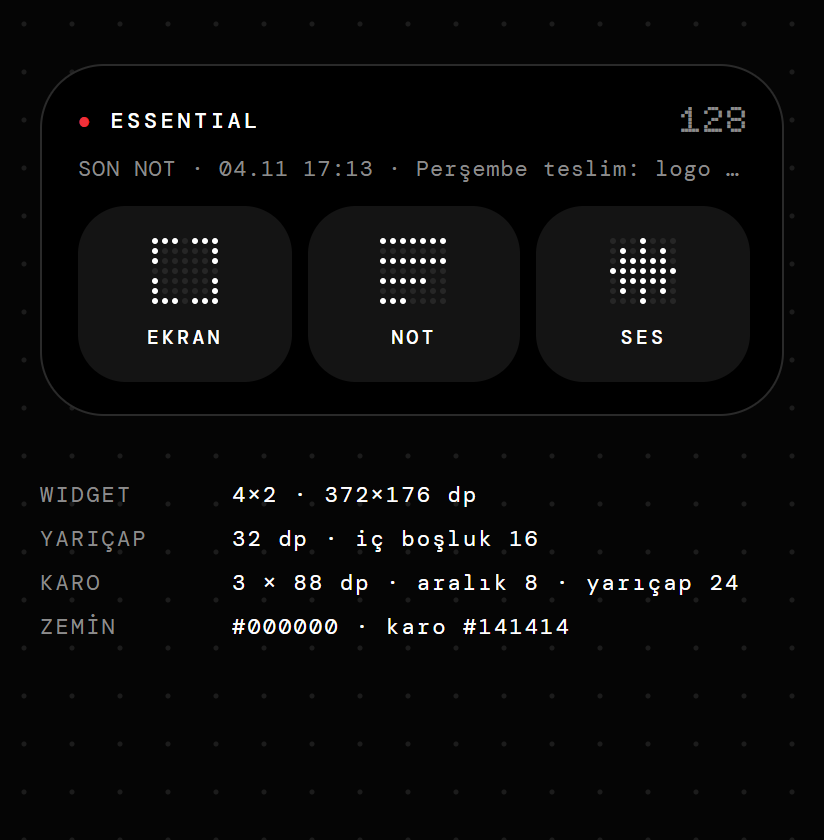 ESSENTIAL 128
SON NOT · 04.11 17:13 · Perşembe teslim: logo …
EKRAN NOT SES
WIDGET 4×2 · 372×176 dp
YARIÇAP 32 dp · iç boşluk 16
KARO 3 × 88 dp · aralık 8 · yarıçap 24
ZEMİN #000000 · karo #141414